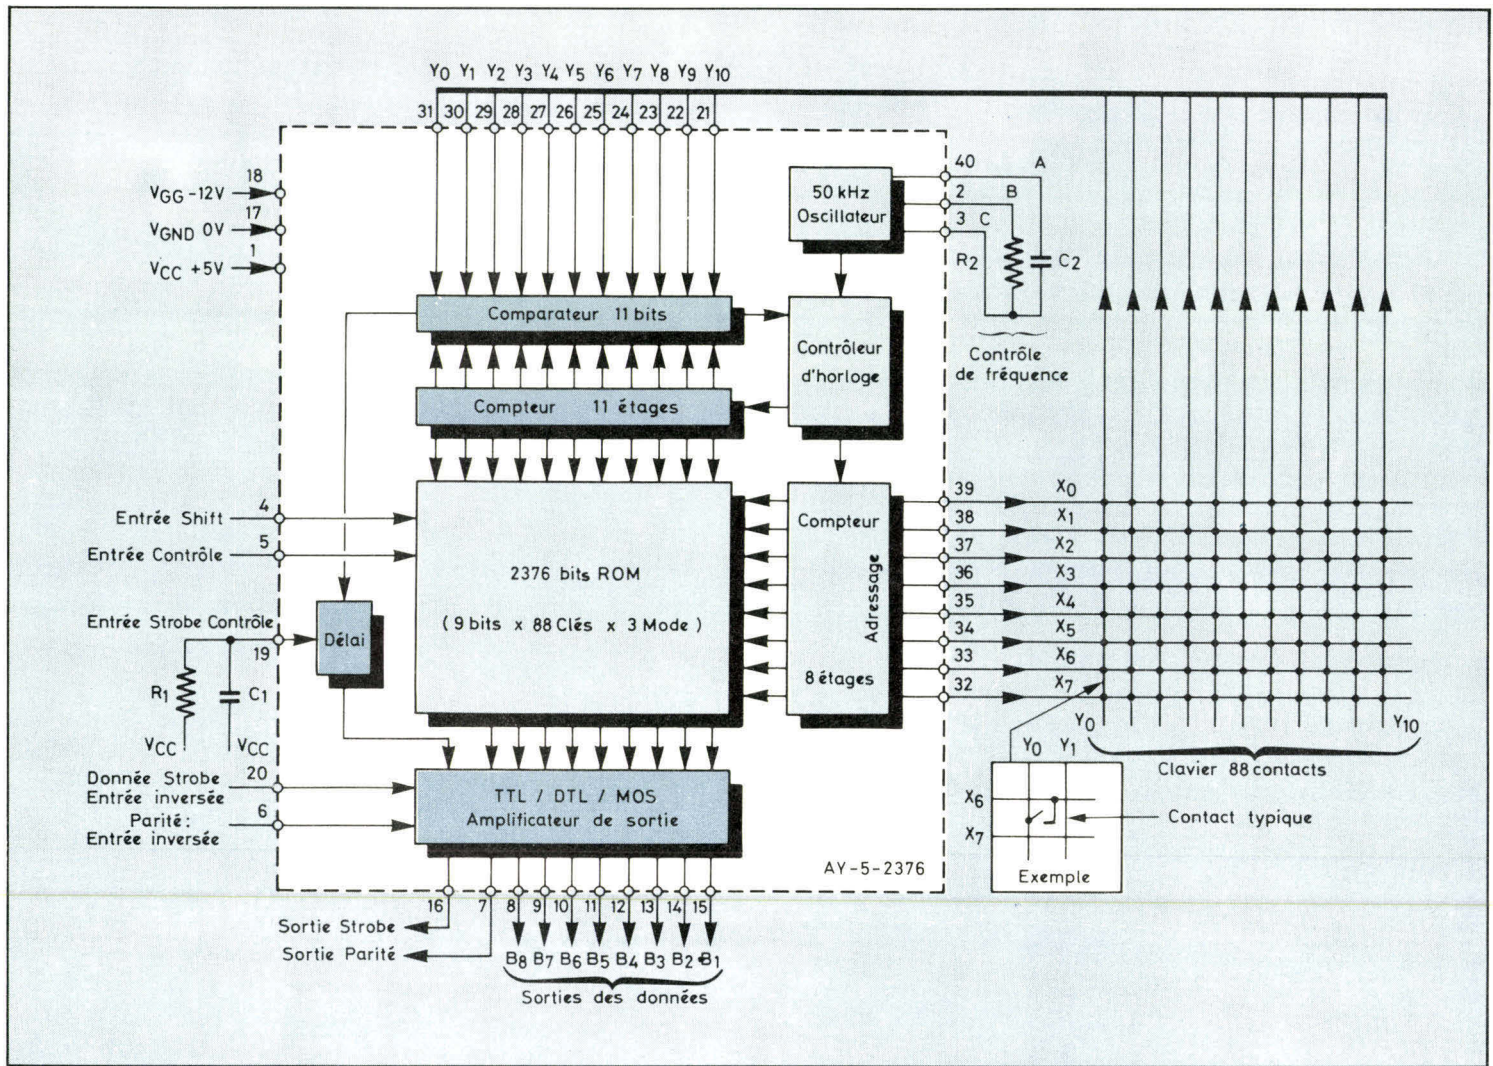 Y0 Y1 Y2 Y3 Y4 Y5 Y6 Y7 Y8 Y9 Y10
31 30 29 28 27 26 25 24 23 22 21
VGG -12V 18
VGND 0V 17
VCC +5V 1
50 kHz
Oscillateur
40 A
2 B
3 C
R2
C2
Contrôle
de fréquence
Comparateur 11 bits
Contrôleur
d'horloge
Compteur 11 étages
Entrée Shift 4
Entrée Contrôle 5
2376 bits ROM
(9 bits x 88 Clés x 3 Mode)
Compteur
Adressage
8 étages
39 X0
38 X1
37 X2
36 X3
35 X4
34 X5
33 X6
32 X7
Entrée Strobe Contrôle
19
Délai
R1
C1
VCC VCC
Y0 Y10
Clavier 88 contacts
Donnée Strobe 20
Entrée inversée
Parité: 6
Entrée inversée
TTL / DTL / MOS
Amplificateur de sortie
Y0 Y1
X6
X7
Contact typique
Exemple
AY-5-2376
16 7 8 9 10 11 12 13 14 15
Sortie Strobe
Sortie Parité
B8 B7 B6 B5 B4 B3 B2 B1
Sorties des données